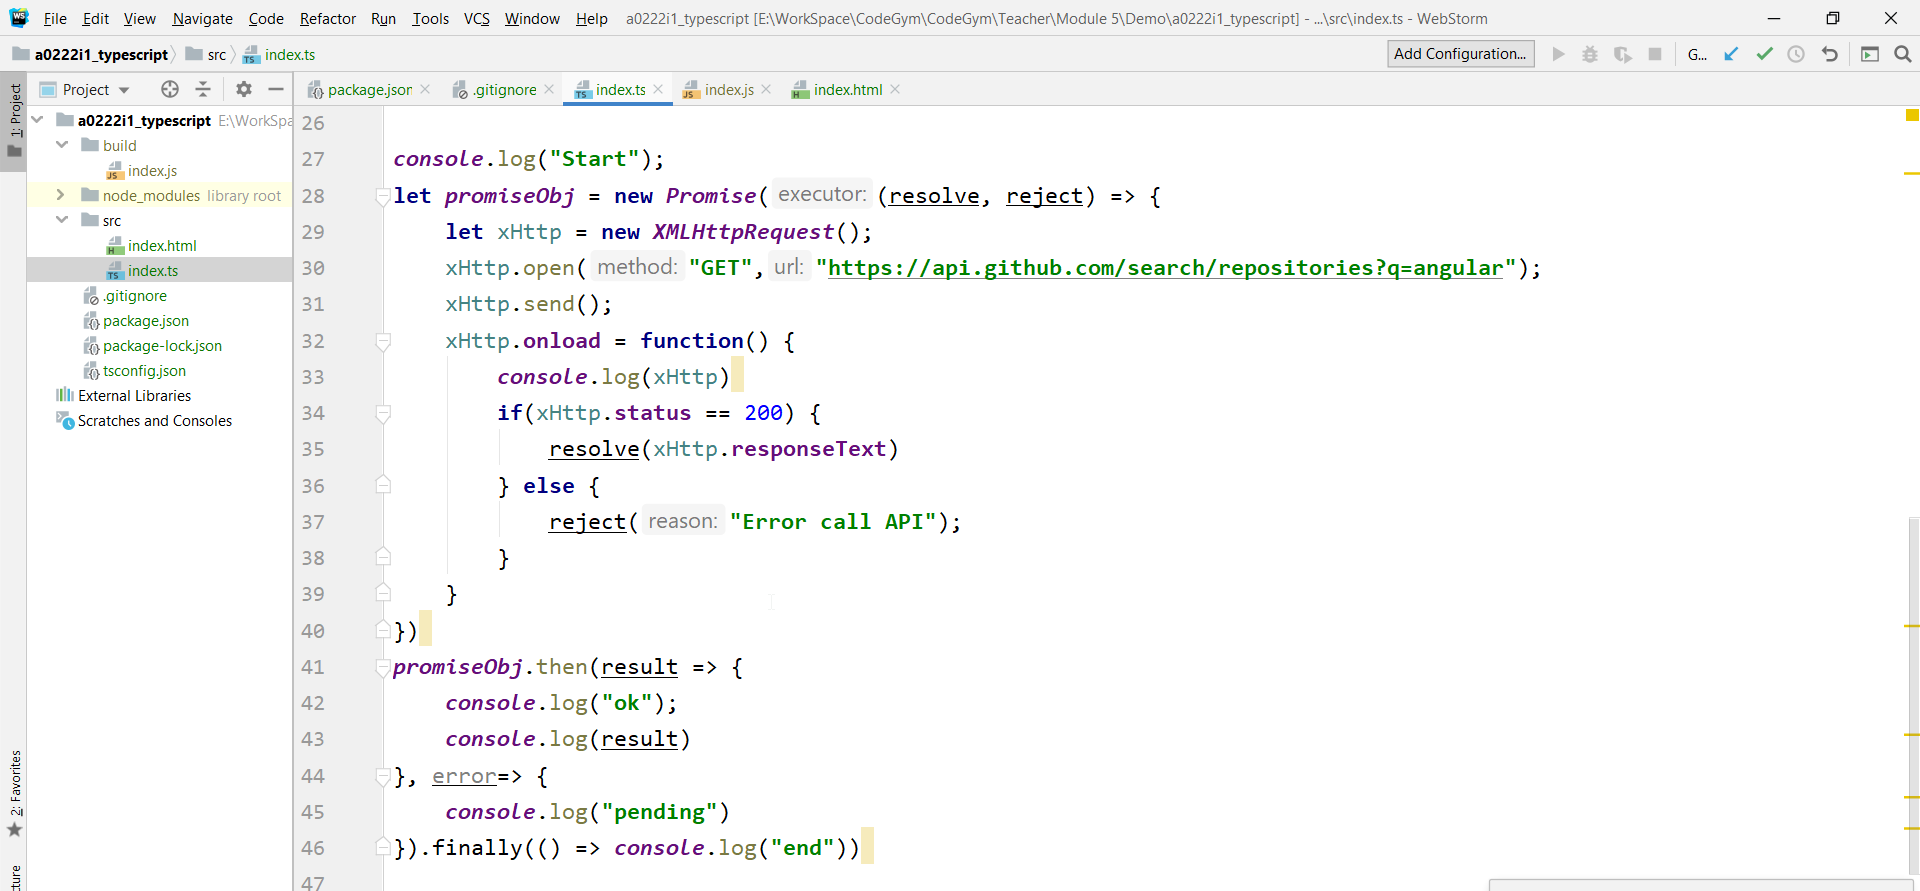 WS File Edit View Navigate Code Refactor Run Tools VCS Window Help a0222i1_typescript [E:\WorkSpace\CodeGym\CodeGym\Teacher\Module 5\Demo\a0222i1_typescript] - ...\src\index.ts - WebStorm
a0222i1_typescript src index.ts Add Configuration... G...
1: Project
Project
package.json .gitignore index.ts index.js index.html
a0222i1_typescript E:\WorkSpa
build
index.js
node_modules library root
src
index.html
index.ts
.gitignore
package.json
package-lock.json
tsconfig.json
External Libraries
Scratches and Consoles
2: Favorites
cture
26
27 console.log("Start");
28 let promiseObj = new Promise( executor: (resolve, reject) => {
29 let xHttp = new XMLHttpRequest();
30 xHttp.open( method: "GET", url: "https://api.github.com/search/repositories?q=angular");
31 xHttp.send();
32 xHttp.onload = function() {
33 console.log(xHttp)
34 if(xHttp.status == 200) {
35 resolve(xHttp.responseText)
36 } else {
37 reject( reason: "Error call API");
38 }
39 }
40 })
41 promiseObj.then(result => {
42 console.log("ok");
43 console.log(result)
44 }, error=> {
45 console.log("pending")
46 }).finally(() => console.log("end"))
47